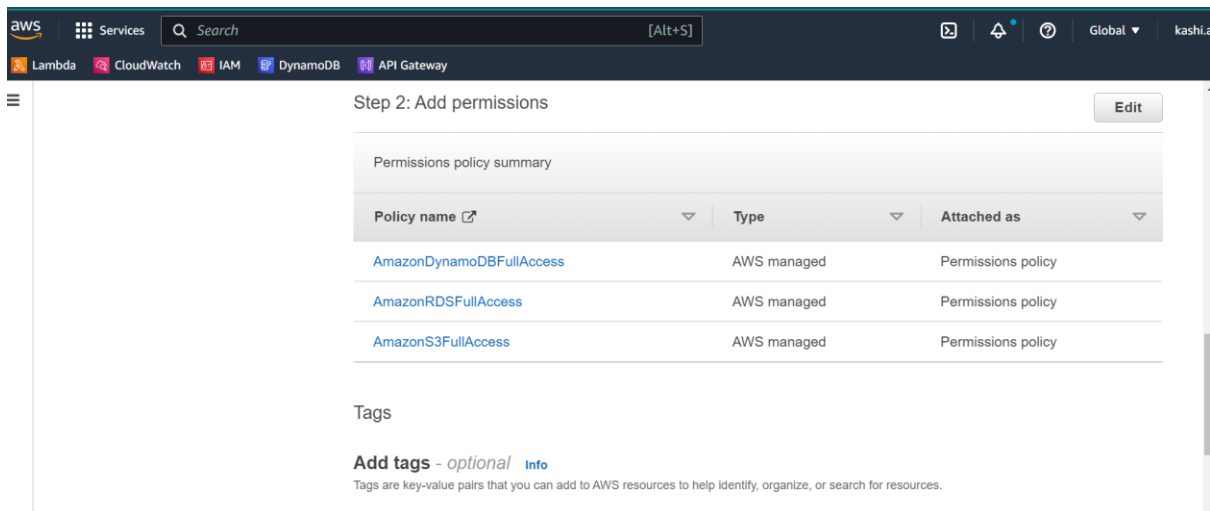 aws Services Search [Alt+S] Global ▼ kashi.a
Lambda CloudWatch IAM DynamoDB API Gateway
Step 2: Add permissions Edit
Permissions policy summary
Policy name Type Attached as
AmazonDynamoDBFullAccess AWS managed Permissions policy
AmazonRDSFullAccess AWS managed Permissions policy
AmazonS3FullAccess AWS managed Permissions policy
Tags
Add tags - optional Info
Tags are key-value pairs that you can add to AWS resources to help identify, organize, or search for resources.